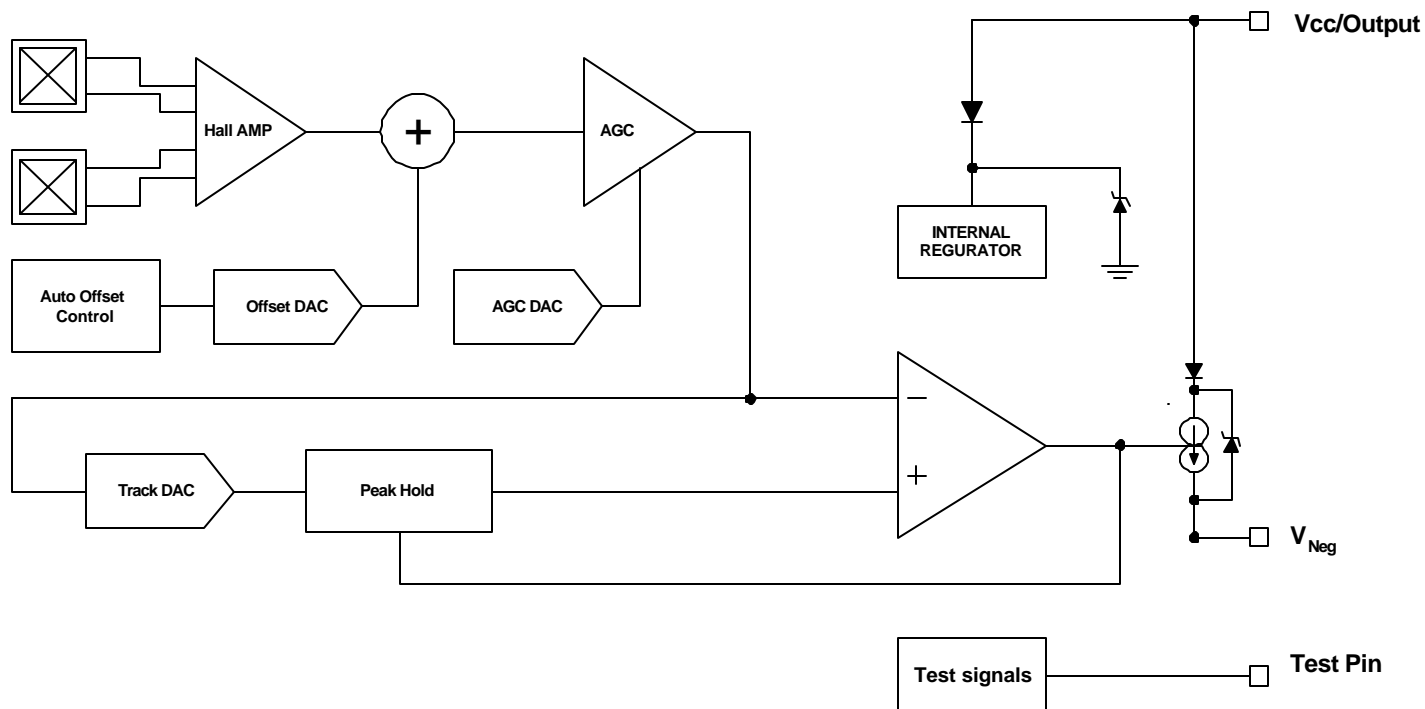 Vcc/Output
Hall AMP
+
AGC
INTERNAL
REGURATOR
Auto Offset
Control
Offset DAC
AGC DAC
−
+
Track DAC
Peak Hold
VNeg
Test signals
Test Pin